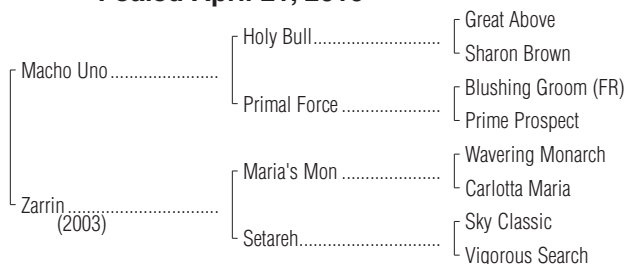 Great Above
Holy Bull
Sharon Brown
Macho Uno
Blushing Groom (FR)
Primal Force
Prime Prospect
Wavering Monarch
Maria's Mon
Carlotta Maria
Zarrin
(2003)
Sky Classic
Setareh
Vigorous Search